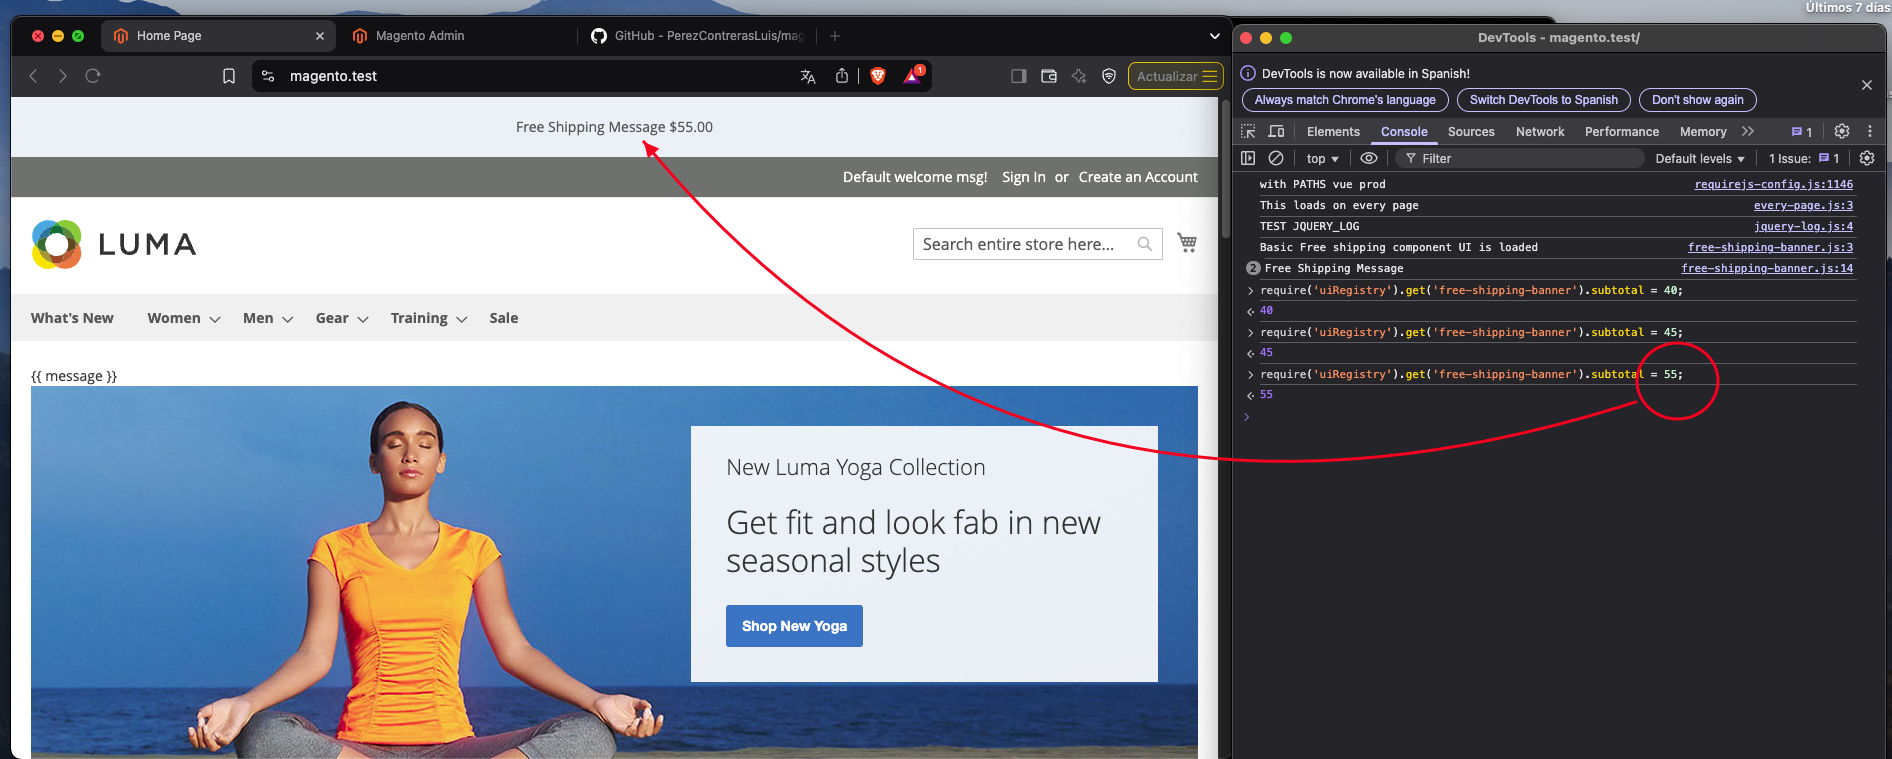 Últimos 7 días
Home Page
Magento Admin
GitHub - PerezContrerasLuis/mag
magento.test
1
Actualizar
Free Shipping Message $55.00
Default welcome msg! Sign In or Create an Account
LUMA
Search entire store here...
What's New Women Men Gear Training Sale
{{ message }}
New Luma Yoga Collection
Get fit and look fab in new
seasonal styles
Shop New Yoga
DevTools - magento.test/
DevTools is now available in Spanish!
Always match Chrome's language Switch DevTools to Spanish Don't show again
Elements Console Sources Network Performance Memory 1
top Filter Default levels 1 Issue: 1
with PATHS vue prod requirejs-config.js:1146
This loads on every page every-page.js:3
TEST JQUERY_LOG jquery-log.js:4
Basic Free shipping component UI is loaded free-shipping-banner.js:3
2 Free Shipping Message free-shipping-banner.js:14
require('uiRegistry').get('free-shipping-banner').subtotal = 40;
40
require('uiRegistry').get('free-shipping-banner').subtotal = 45;
45
require('uiRegistry').get('free-shipping-banner').subtotal = 55;
55